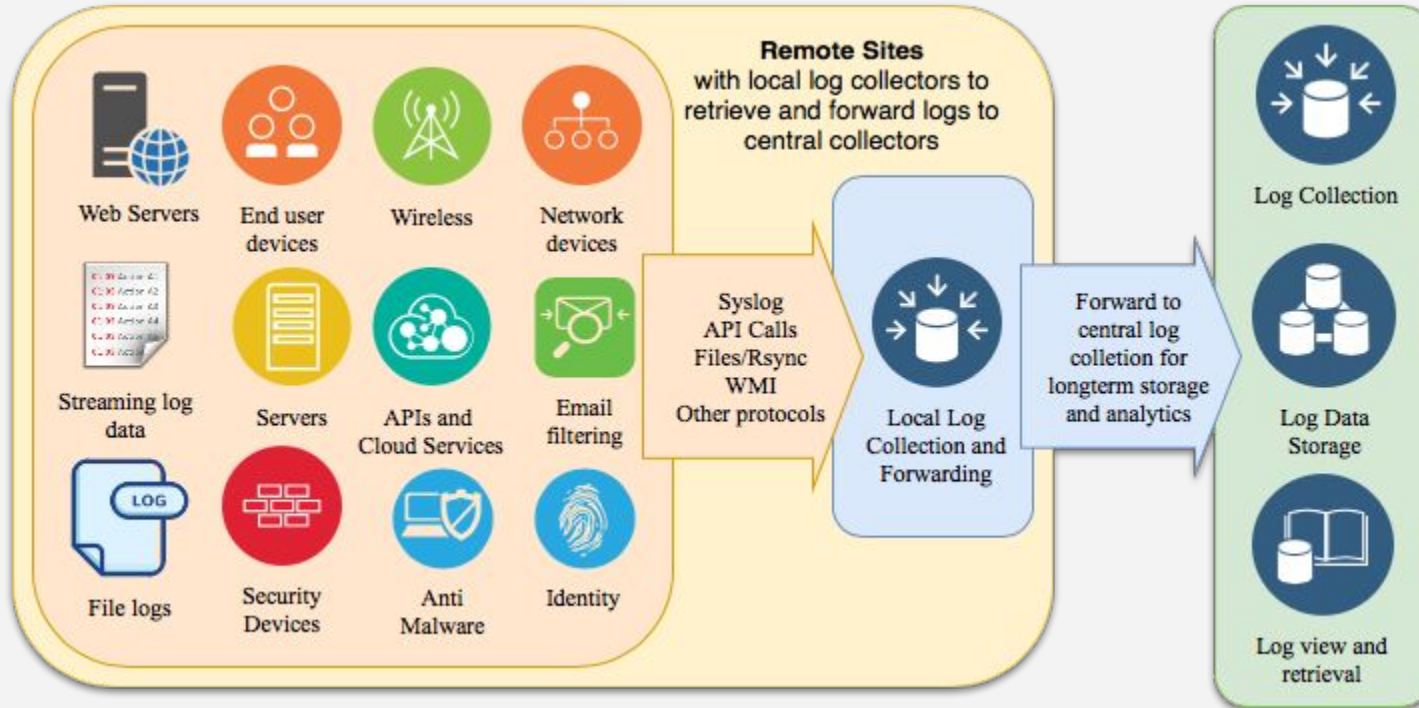 Remote Sites
with local log collectors to
retrieve and forward logs to
central collectors
Web Servers
End user
devices
Wireless
Network
devices
Streaming log
data
Servers
APIs and
Cloud Services
Email
filtering
LOG
File logs
Security
Devices
Anti
Malware
Identity
Syslog
API Calls
Files/Rsync
WMI
Other protocols
Local Log
Collection and
Forwarding
Forward to
central log
colletion for
longterm storage
and analytics
Log Collection
Log Data
Storage
Log view and
retrieval